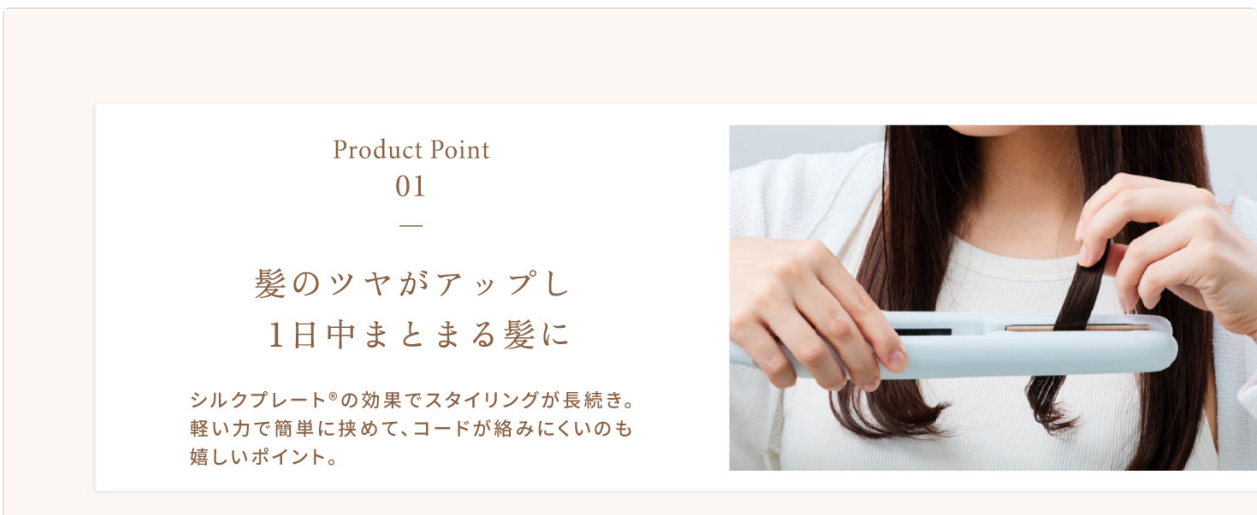 Product Point
01
髪のツヤがアップし
1日中まとまる髪に
シルクプレート®の効果でスタイリングが長続き。
軽い力で簡単に挟めて、コードが絡みにくいのも
嬉しいポイント。